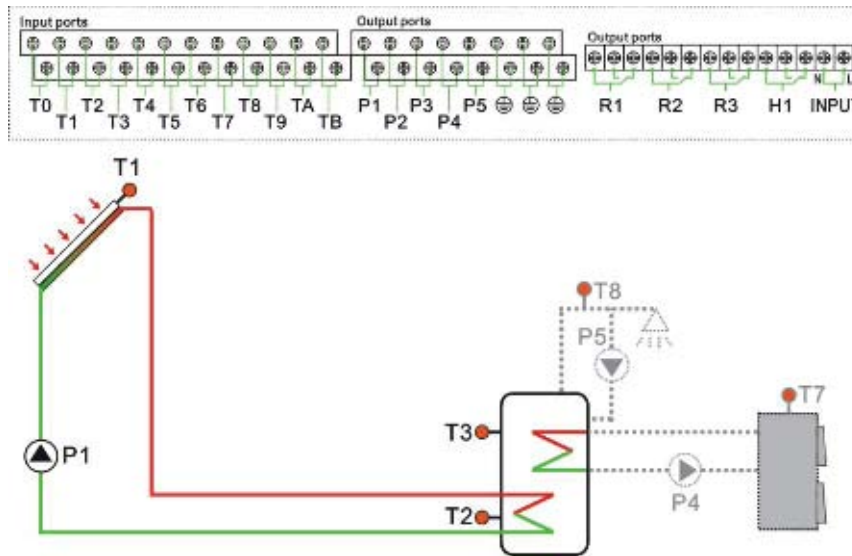 Input ports
Output ports
Output ports
T0 T2 T4 T6 T8 TA P1 P3 P5 R1 R2 R3 H1 INPUT
T1 T3 T5 T7 T9 TB P2 P4
N L
T1
T8
P5
T7
T3
P1
P4
T2